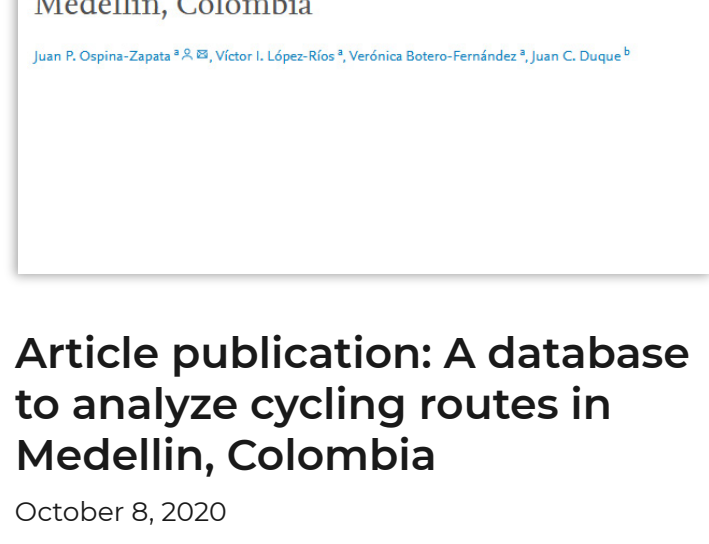 Medellin, Colombia
Juan P. Ospina-Zapata a, Víctor I. López-Ríos a, Verónica Botero-Fernández a, Juan C. Duque b
Article publication: A database
to analyze cycling routes in
Medellin, Colombia
October 8, 2020